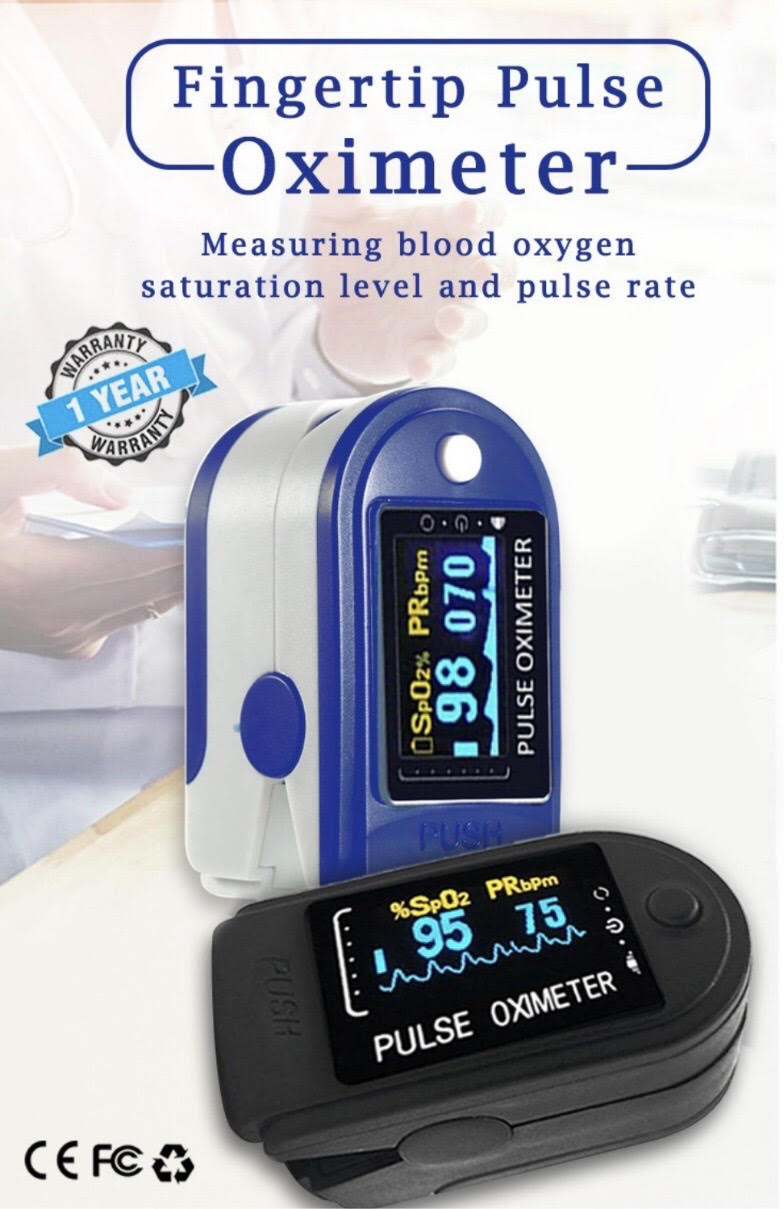 Fingertip Pulse
Oximeter
Measuring blood oxygen
saturation level and pulse rate
WARRANTY
1 YEAR
WARRANTY
SpO2% PRbpm
98 070
PULSE OXIMETER
PUSH
%SpO2 PRbpm
95 75
PULSE OXIMETER
PUSH
CE FC